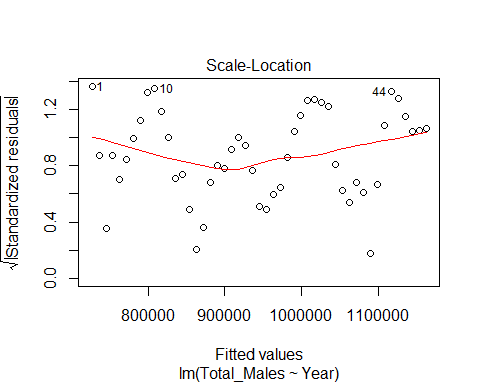 Scale-Location
√|Standardized residuals|
0.0
0.4
0.8
1.2
1
10
44
800000
900000
1000000
1100000
Fitted values
lm(Total_Males ~ Year)